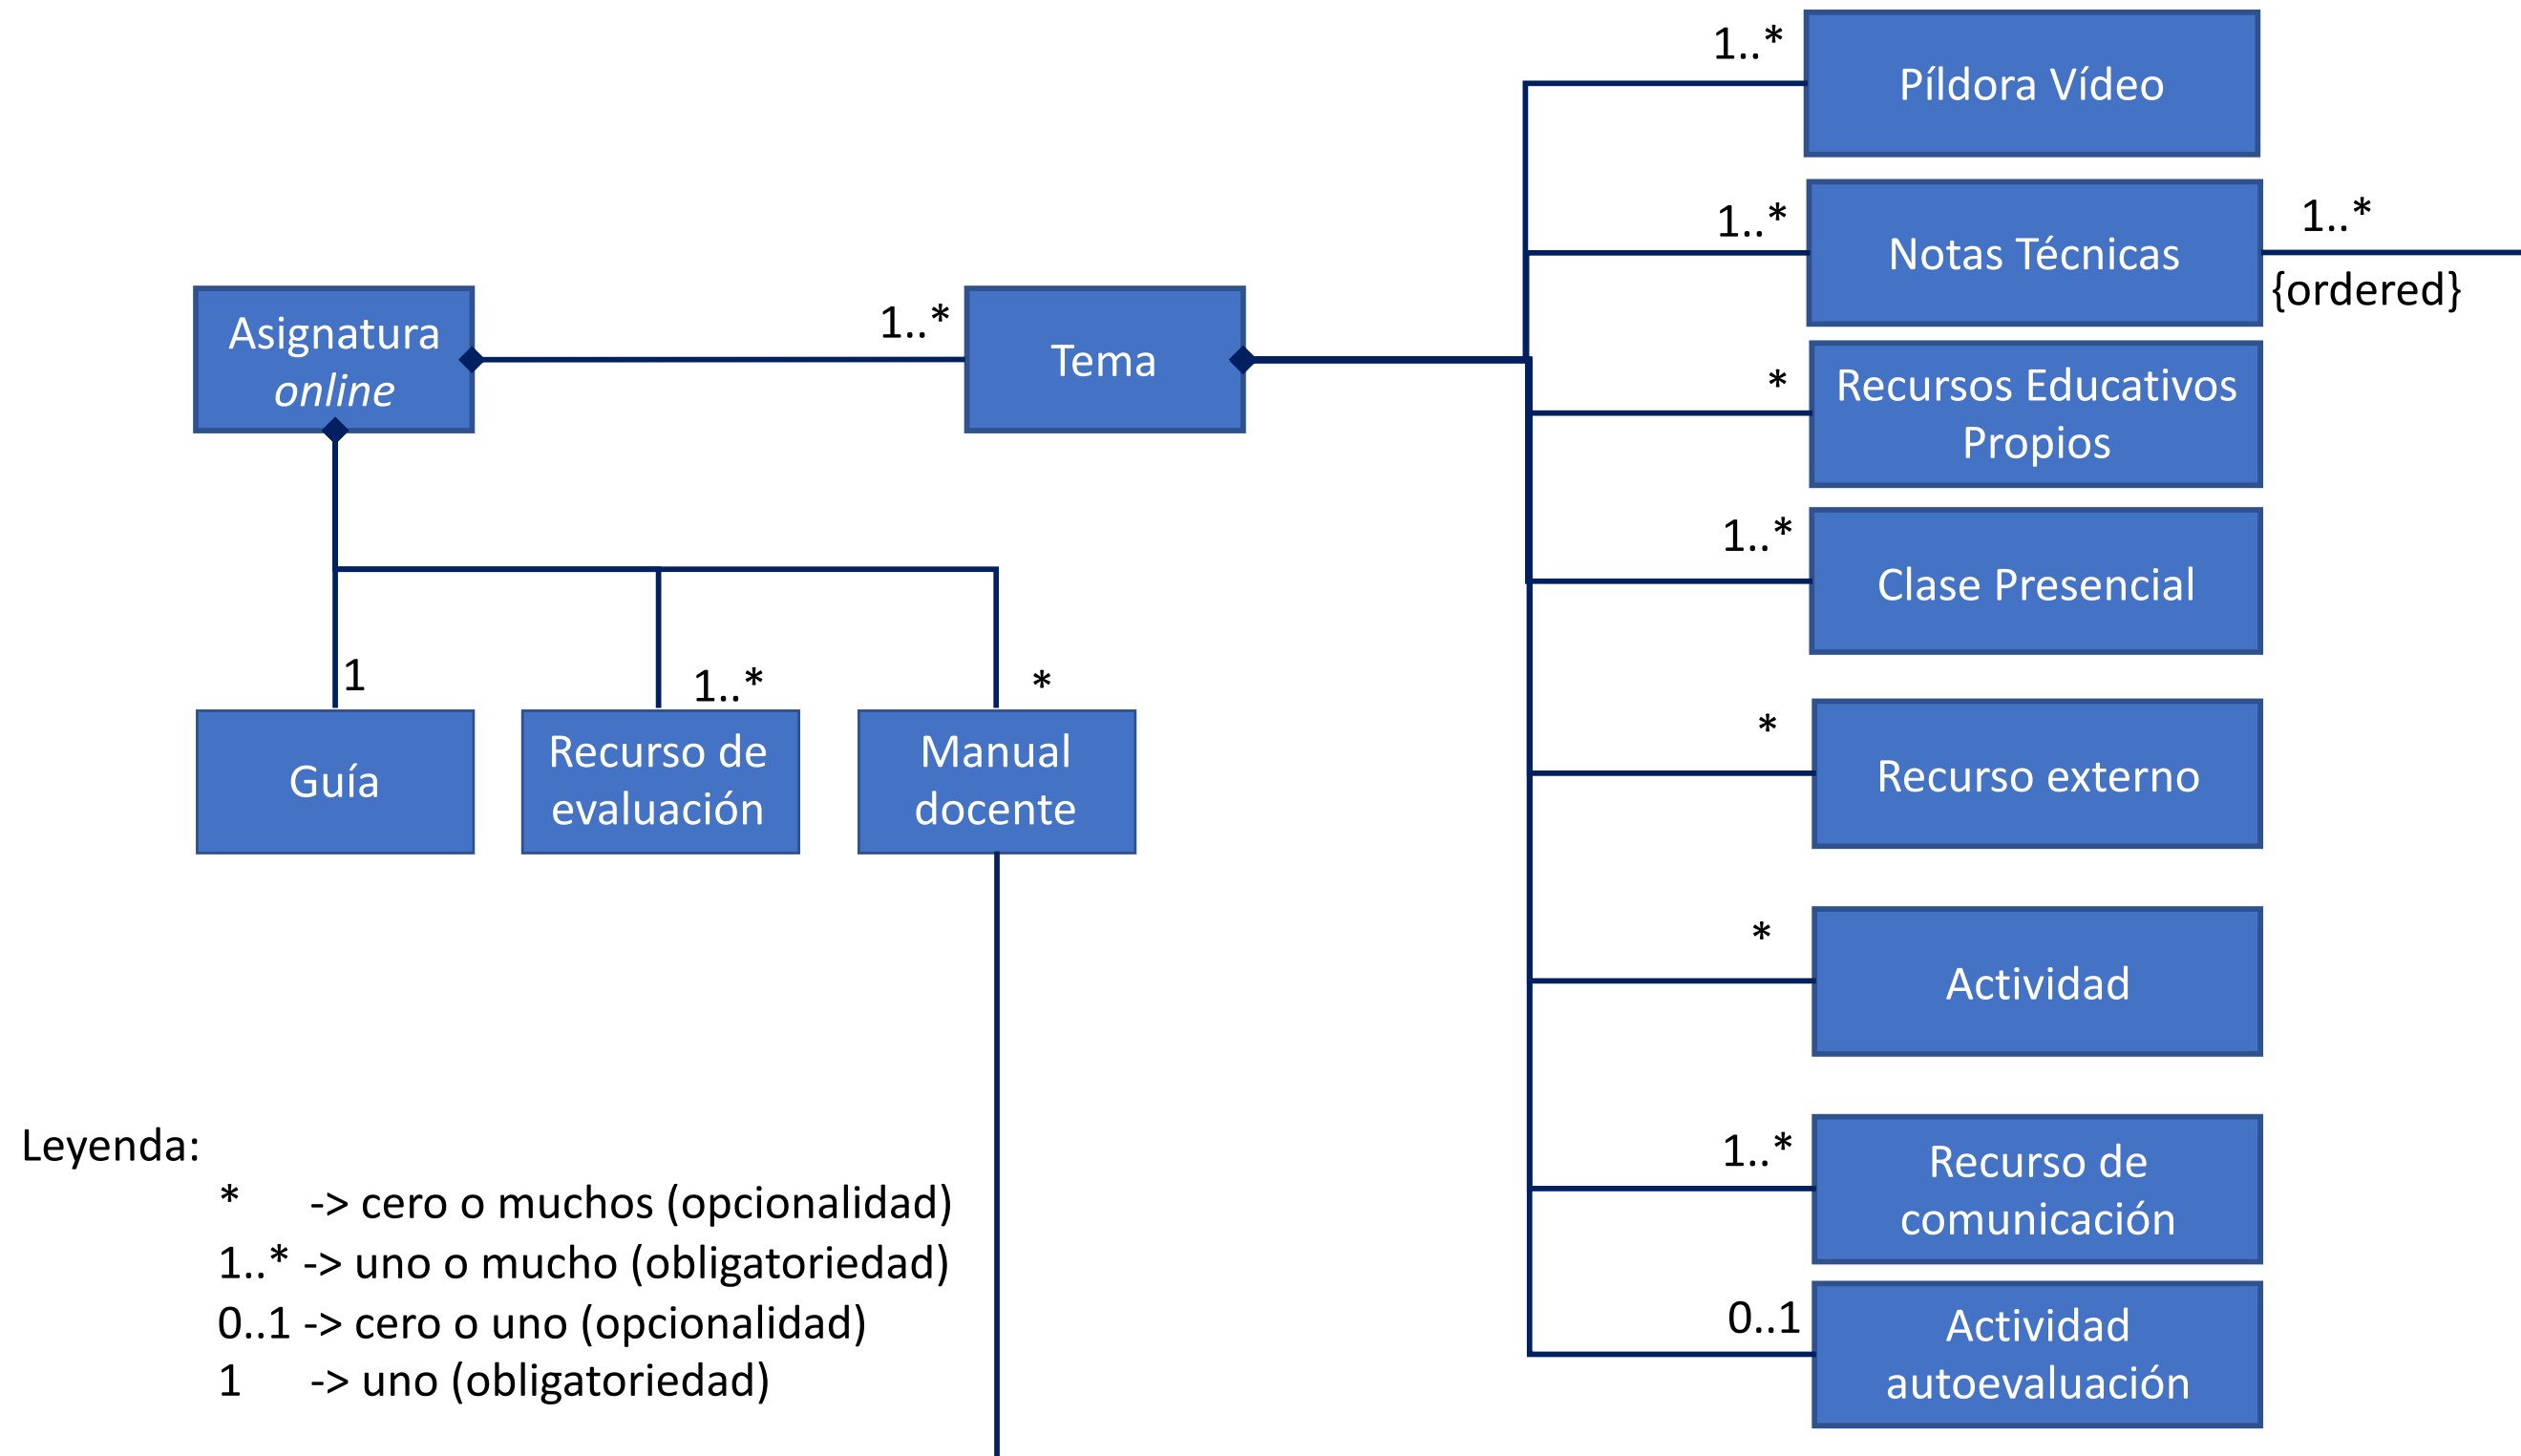 1..*
Píldora Vídeo
1..*
Notas Técnicas
1..*
{ordered}
Asignatura
online
1..*
Tema
*
Recursos Educativos
Propios
1..*
Clase Presencial
1
1..*
*
Guía
Recurso de
evaluación
Manual
docente
*
Recurso externo
*
Actividad
1..*
Recurso de
comunicación
0..1
Actividad
autoevaluación
Leyenda:
* -> cero o muchos (opcionalidad)
1..* -> uno o mucho (obligatoriedad)
0..1 -> cero o uno (opcionalidad)
1 -> uno (obligatoriedad)